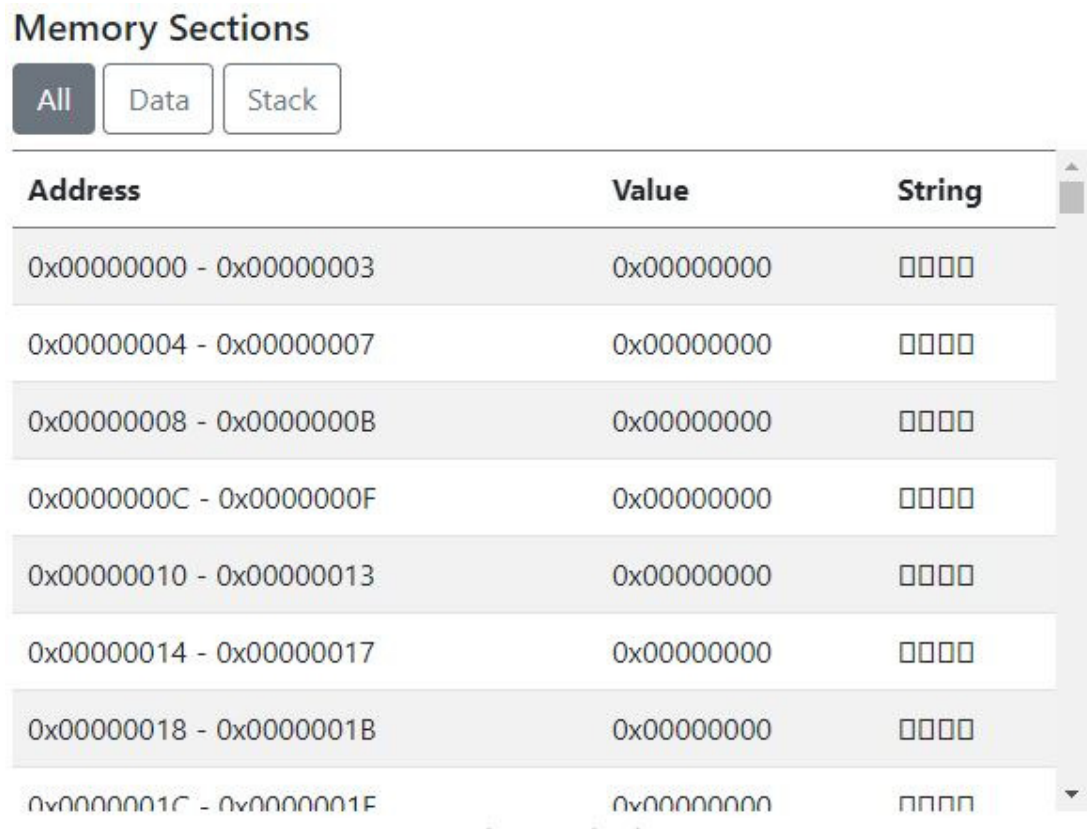 Memory Sections
All Data Stack
Address Value String
0x00000000 - 0x00000003 0x00000000 □□□□
0x00000004 - 0x00000007 0x00000000 □□□□
0x00000008 - 0x0000000B 0x00000000 □□□□
0x0000000C - 0x0000000F 0x00000000 □□□□
0x00000010 - 0x00000013 0x00000000 □□□□
0x00000014 - 0x00000017 0x00000000 □□□□
0x00000018 - 0x0000001B 0x00000000 □□□□
0x0000001C - 0x0000001F 0x00000000 □□□□